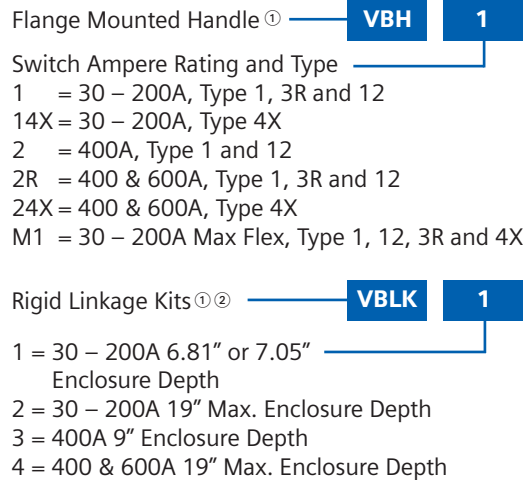 Flange Mounted Handle ① VBH 1
Switch Ampere Rating and Type
1 = 30 – 200A, Type 1, 3R and 12
14X = 30 – 200A, Type 4X
2 = 400A, Type 1 and 12
2R = 400 & 600A, Type 1, 3R and 12
24X = 400 & 600A, Type 4X
M1 = 30 – 200A Max Flex, Type 1, 12, 3R and 4X
Rigid Linkage Kits ① ② VBLK 1
1 = 30 – 200A 6.81″ or 7.05″
Enclosure Depth
2 = 30 – 200A 19″ Max. Enclosure Depth
3 = 400A 9″ Enclosure Depth
4 = 400 & 600A 19″ Max. Enclosure Depth